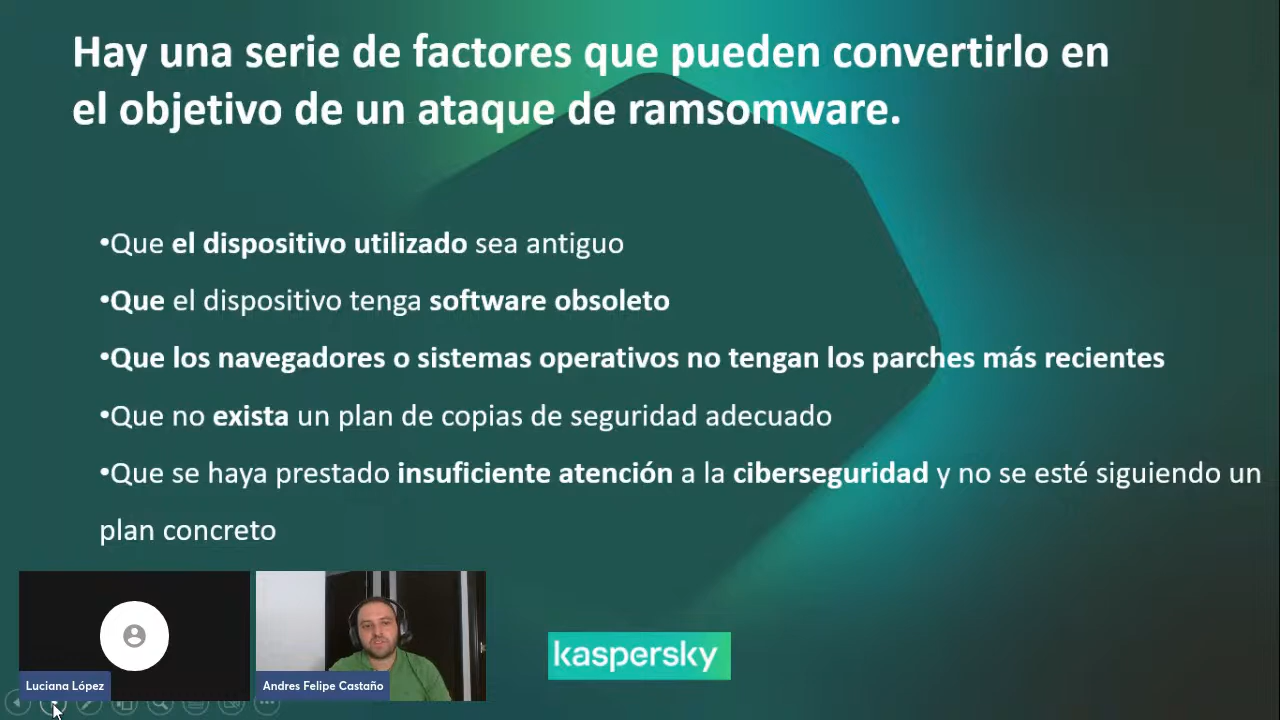 Hay una serie de factores que pueden convertirlo en
el objetivo de un ataque de ramsomware.
•Que el dispositivo utilizado sea antiguo
•Que el dispositivo tenga software obsoleto
•Que los navegadores o sistemas operativos no tengan los parches más recientes
•Que no exista un plan de copias de seguridad adecuado
•Que se haya prestado insuficiente atención a la ciberseguridad y no se esté siguiendo un
plan concreto
kaspersky
Luciana López
Andres Felipe Castaño